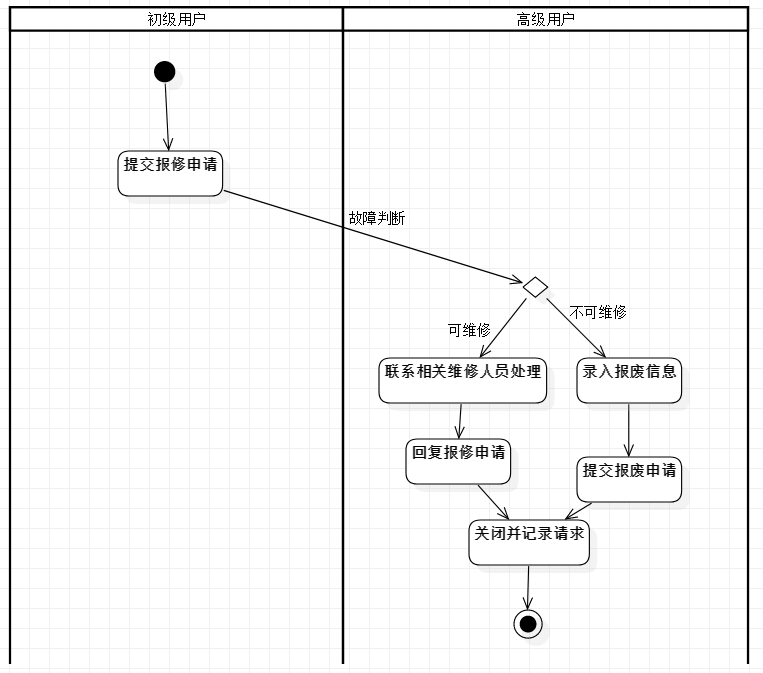 初级用户
高级用户
提交报修申请
故障判断
不可维修
可维修
联系相关维修人员处理
录入报废信息
回复报修申请
提交报废申请
关闭并记录请求